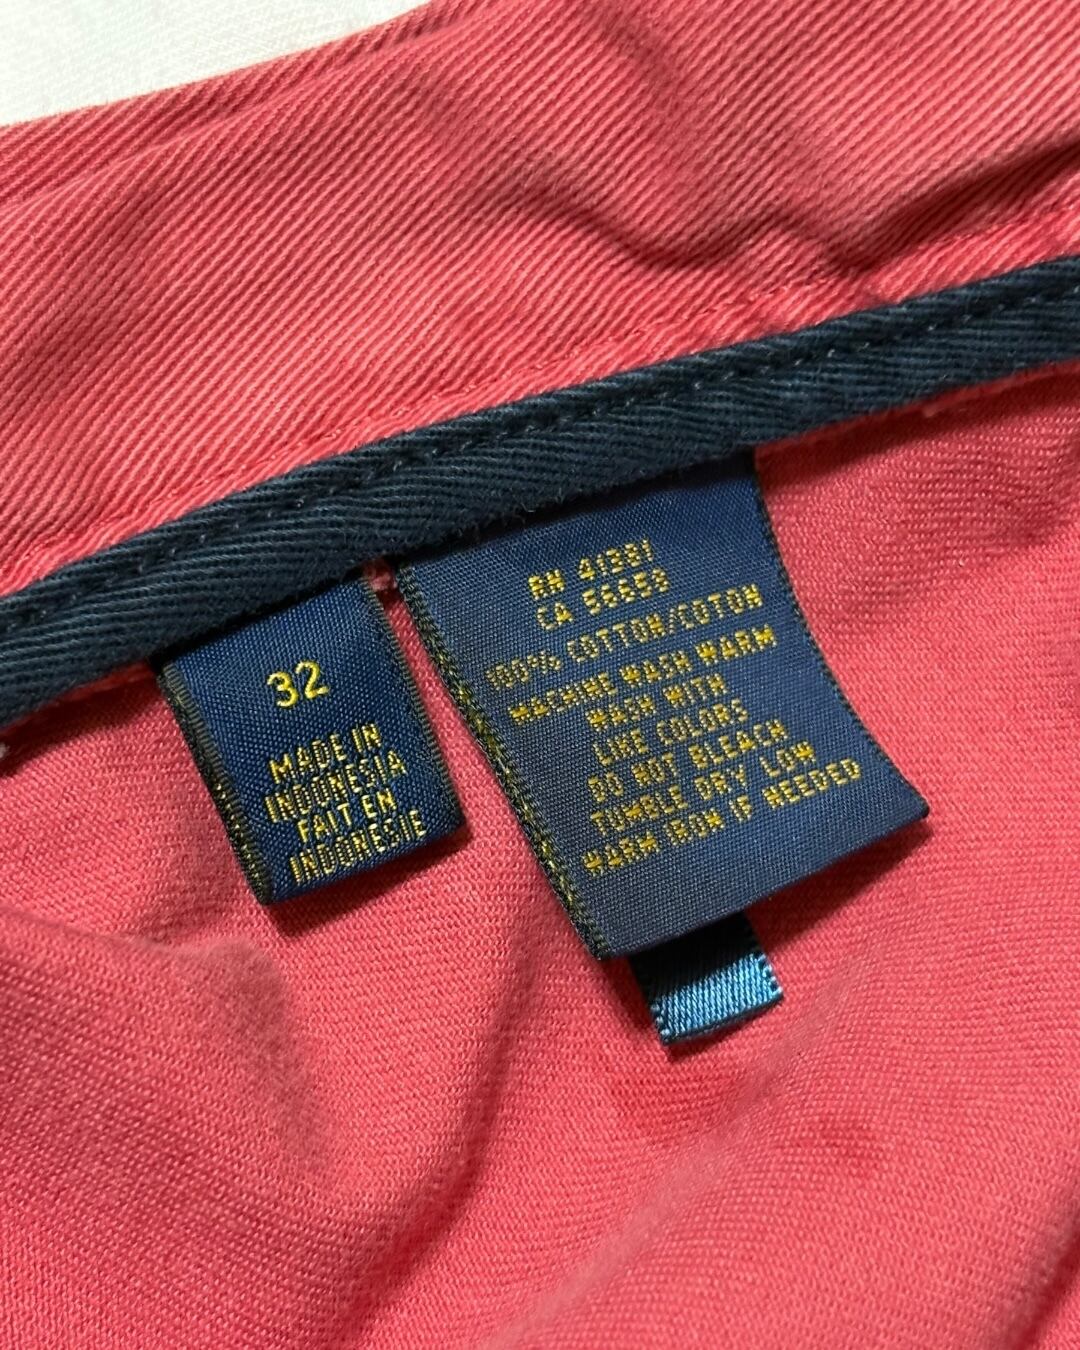 32
MADE IN
INDONESIA
FAIT EN
INDONESIE
RN 41381
CA 56558
100% COTTON/COTON
MACHINE WASH WARM
WASH WITH
LIKE COLORS
DO NOT BLEACH
TUMBLE DRY LOW
WARM IRON IF NEEDED